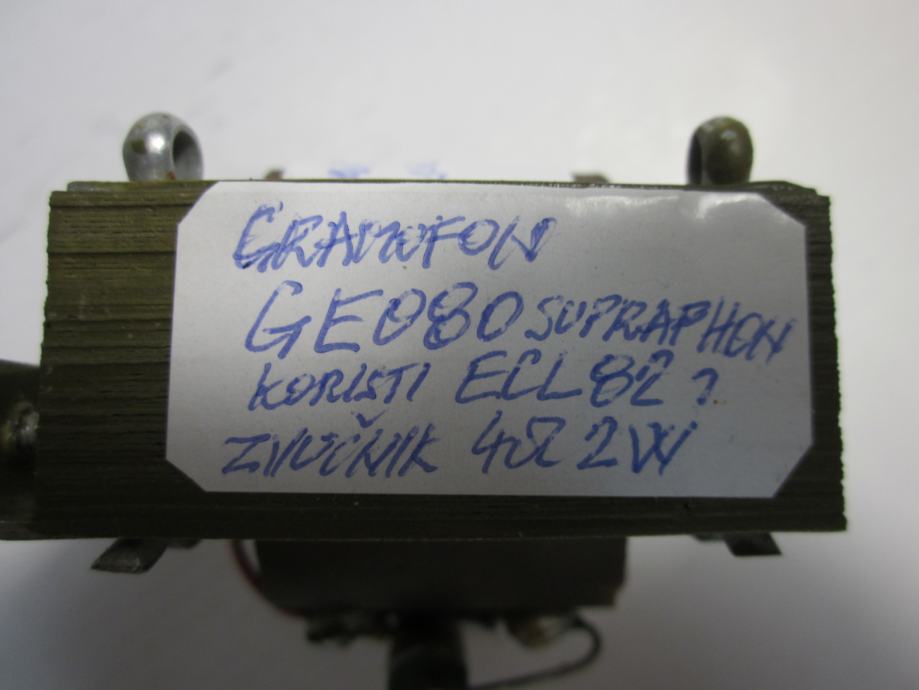 GRAMOFON
GE080 SUPRAPHON
KORISTI ECL82?
ZVUČNIK 4Ω 2W